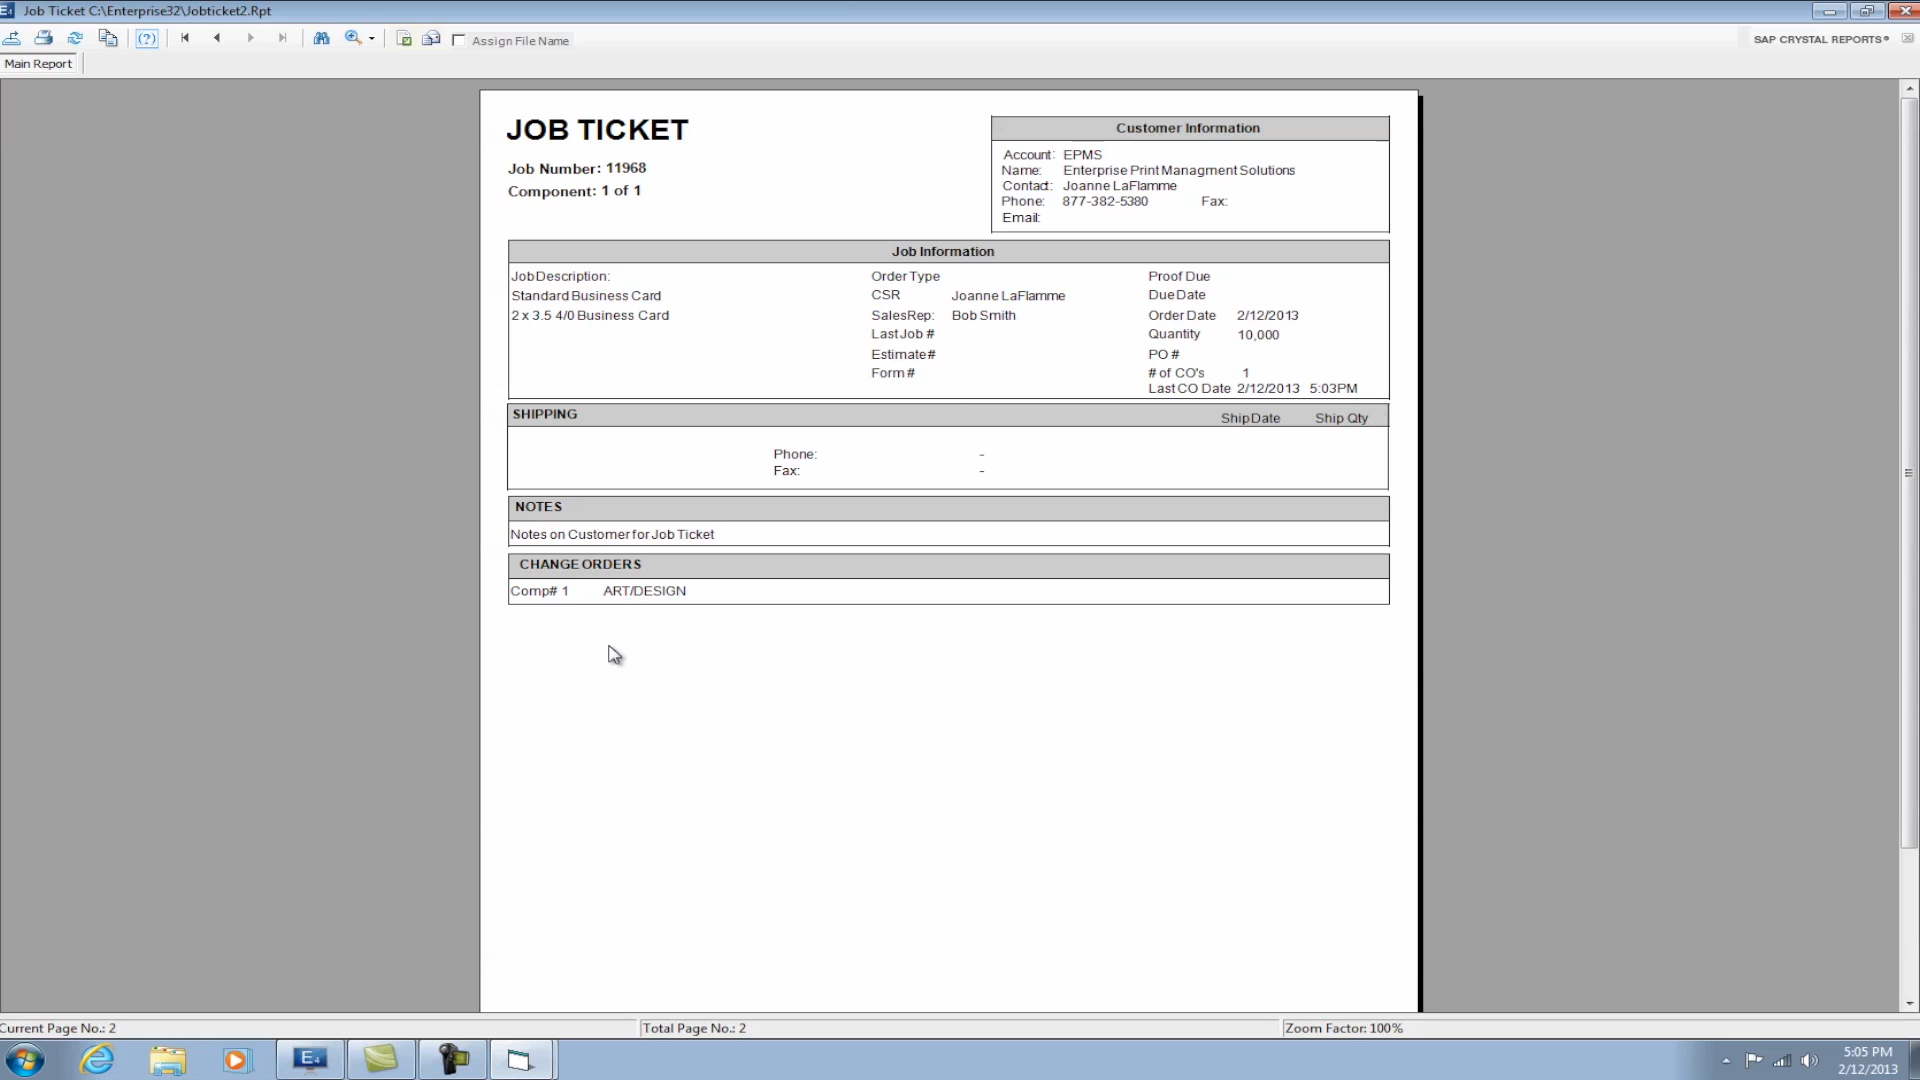 Job Ticket C:\Enterprise32\Jobticket2.Rpt
Assign File Name
SAP CRYSTAL REPORTS®
Main Report
JOB TICKET
Job Number: 11968
Component: 1 of 1
Customer Information
Account: EPMS
Name: Enterprise Print Managment Solutions
Contact: Joanne LaFlamme
Phone: 877-382-5380 Fax:
Email:
Job Information
Job Description: Order Type Proof Due
Standard Business Card CSR Joanne LaFlamme Due Date
2 x 3.5 4/0 Business Card Sales Rep: Bob Smith Order Date 2/12/2013
Last Job # Quantity 10,000
Estimate # PO #
Form # # of CO's 1
Last CO Date 2/12/2013 5:03PM
SHIPPING Ship Date Ship Qty
Phone: -
Fax: -
NOTES
Notes on Customer for Job Ticket
CHANGE ORDERS
Comp# 1 ART/DESIGN
Current Page No.: 2 Total Page No.: 2 Zoom Factor: 100%
E4
5:05 PM
2/12/2013